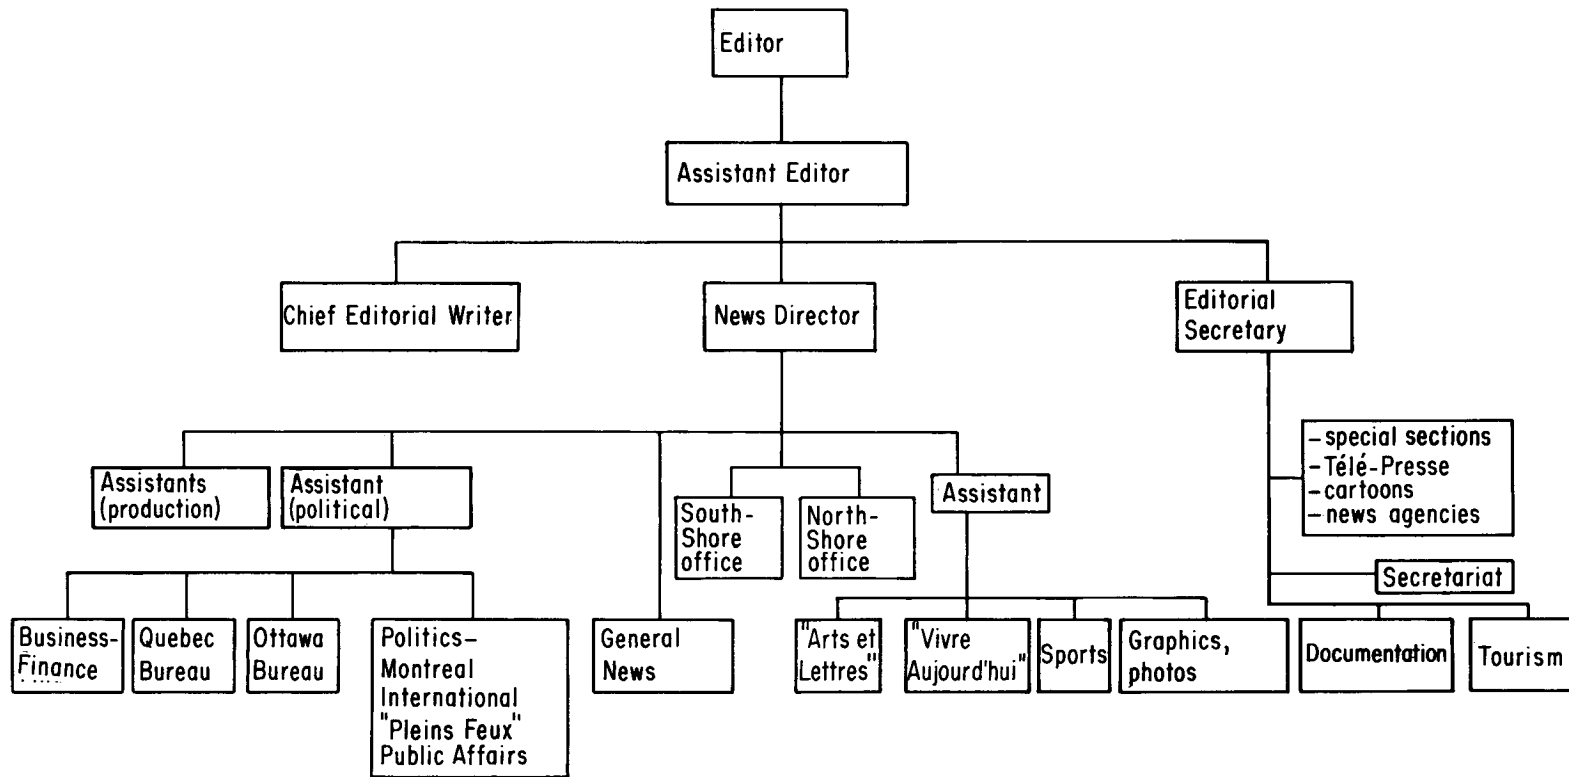 Editor
Assistant Editor
Chief Editorial Writer
News Director
Editorial
Secretary
Assistants
(production)
Assistant
(political)
South-
Shore
office
North-
Shore
office
Assistant
-special sections
-Télé-Presse
-cartoons
-news agencies
Secretariat
Business-
Finance
Quebec
Bureau
Ottawa
Bureau
Politics-
Montreal
International
"Pleins Feux"
Public Affairs
General
News
"Arts et
Lettres"
"Vivre
Aujourd'hui"
Sports
Graphics,
photos
Documentation
Tourism